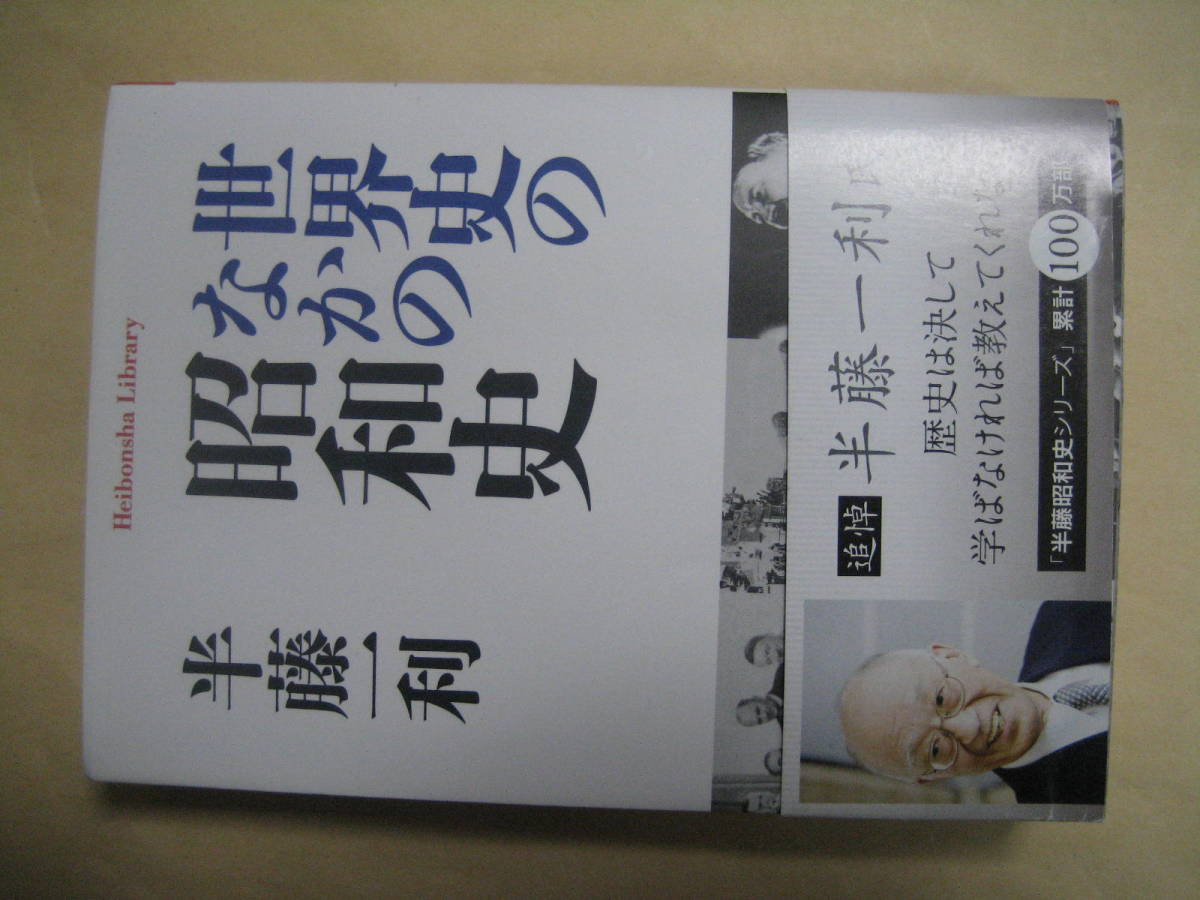 Heibonsha Library
世界史の
なかの
昭和史
半藤一利
追悼 半藤一利
歴史は決して
学ばなければ教えてくれな
「半藤昭和史シリーズ」累計100万部